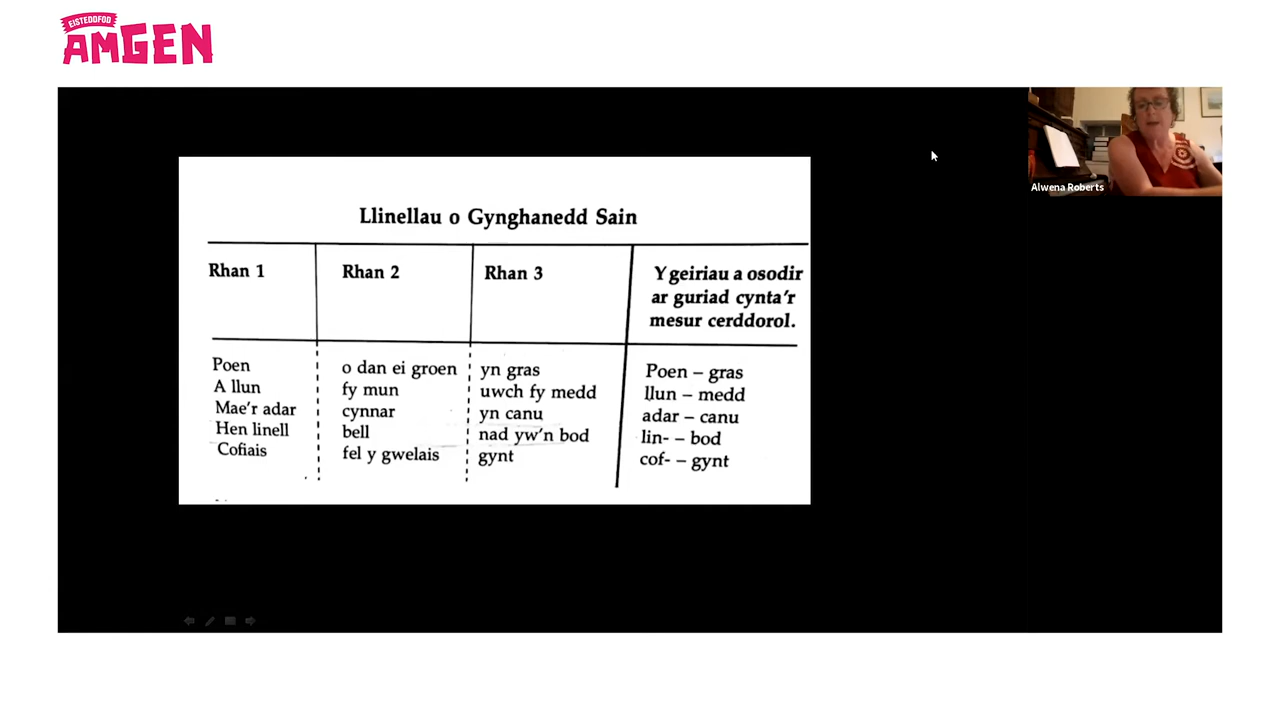 EISTEDDFOD
AMGEN
Alwena Roberts
Llinellau o Gynghanedd Sain
Rhan 1 Rhan 2 Rhan 3 Y geiriau a osodir
ar guriad cynta'r
mesur cerddorol.
Poen o dan ei groen yn gras Poen – gras
A llun fy mun uwch fy medd llun – medd
Mae'r adar cynnar yn canu adar – canu
Hen linell bell nad yw'n bod lin- – bod
Cofiais fel y gwelais gynt cof- – gynt